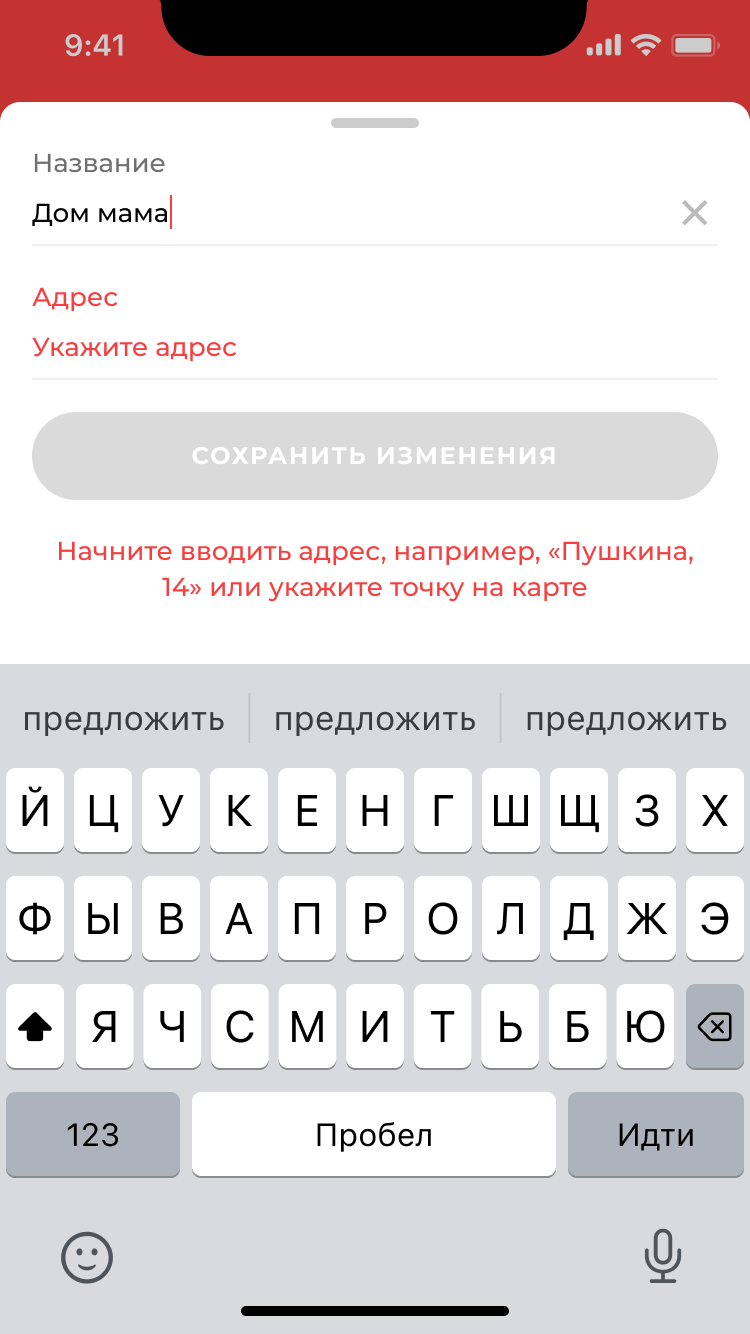 9:41
Название
Дом мама
Адрес
Укажите адрес
СОХРАНИТЬ ИЗМЕНЕНИЯ
Начните вводить адрес, например, «Пушкина,
14» или укажите точку на карте
предложить предложить предложить
Й Ц У К Е Н Г Ш Щ З Х
Ф Ы В А П Р О Л Д Ж Э
Я Ч С М И Т Ь Б Ю
123 Пробел Идти